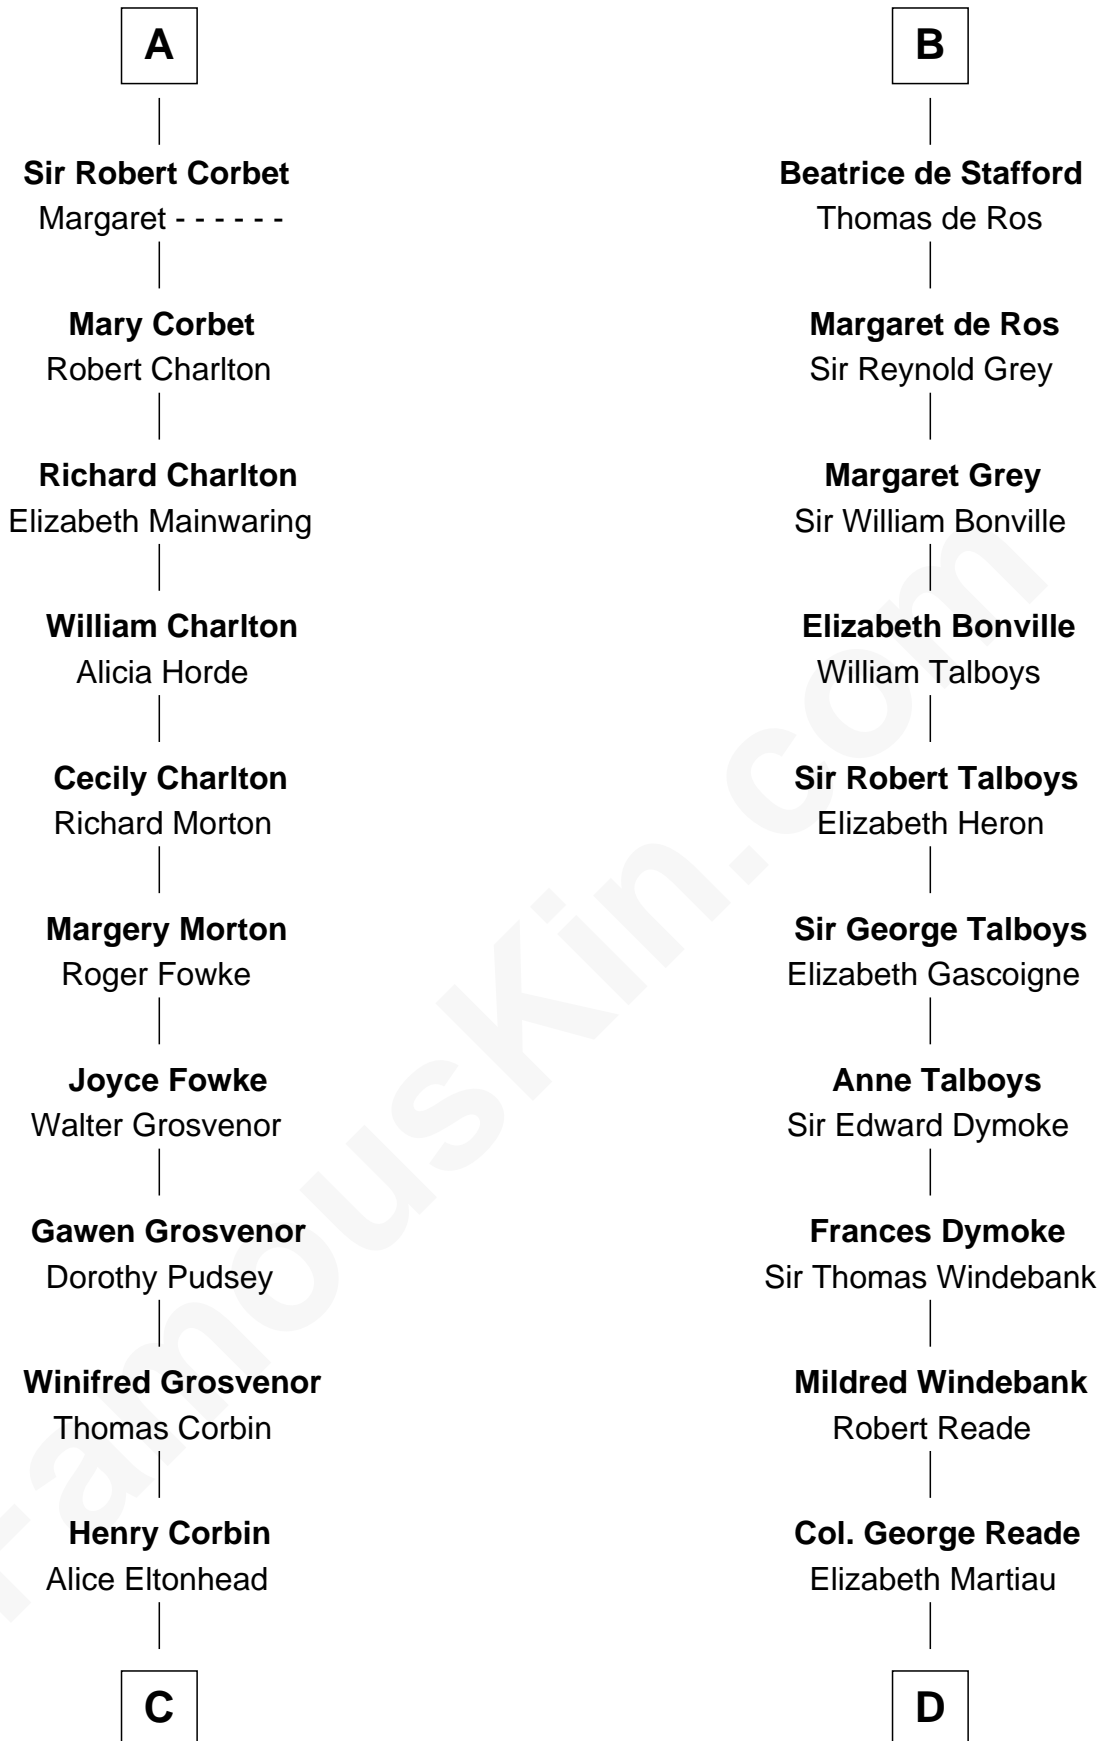 A
Sir Robert Corbet
Margaret - - - - - -
Mary Corbet
Robert Charlton
Richard Charlton
Elizabeth Mainwaring
William Charlton
Alicia Horde
Cecily Charlton
Richard Morton
Margery Morton
Roger Fowke
Joyce Fowke
Walter Grosvenor
Gawen Grosvenor
Dorothy Pudsey
Winifred Grosvenor
Thomas Corbin
Henry Corbin
Alice Eltonhead
C
B
Beatrice de Stafford
Thomas de Ros
Margaret de Ros
Sir Reynold Grey
Margaret Grey
Sir William Bonville
Elizabeth Bonville
William Talboys
Sir Robert Talboys
Elizabeth Heron
Sir George Talboys
Elizabeth Gascoigne
Anne Talboys
Sir Edward Dymoke
Frances Dymoke
Sir Thomas Windebank
Mildred Windebank
Robert Reade
Col. George Reade
Elizabeth Martiau
D
FamousKin.com